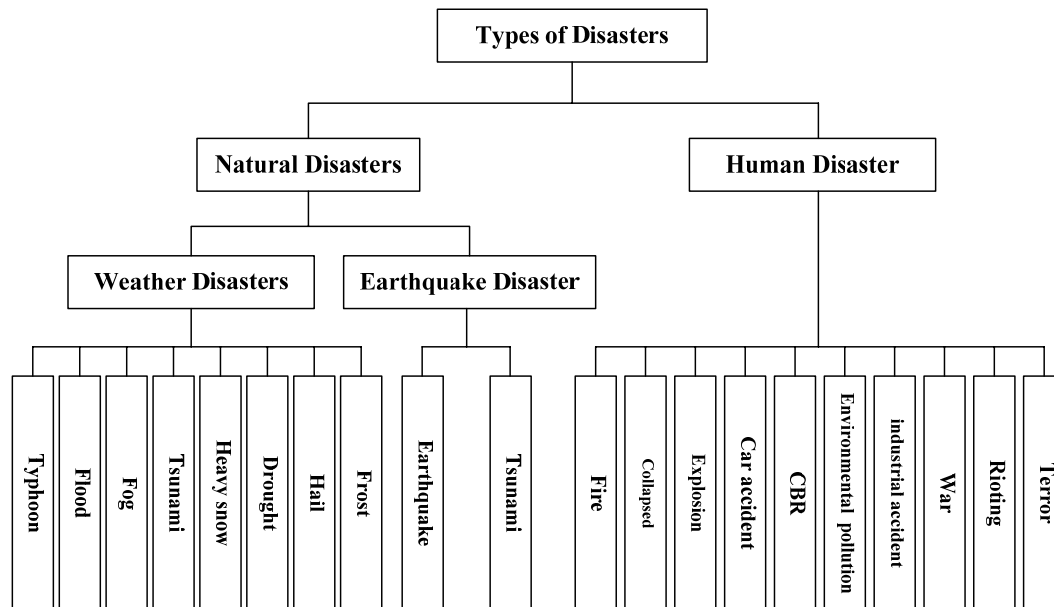 Types of Disasters
Natural Disasters
Human Disaster
Weather Disasters
Earthquake Disaster
Typhoon
Flood
Fog
Tsunami
Heavy snow
Drought
Hail
Frost
Earthquake
Tsunami
Fire
Collapsed
Explosion
Car accident
CBR
Environmental pollution
industrial accident
War
Rioting
Terror